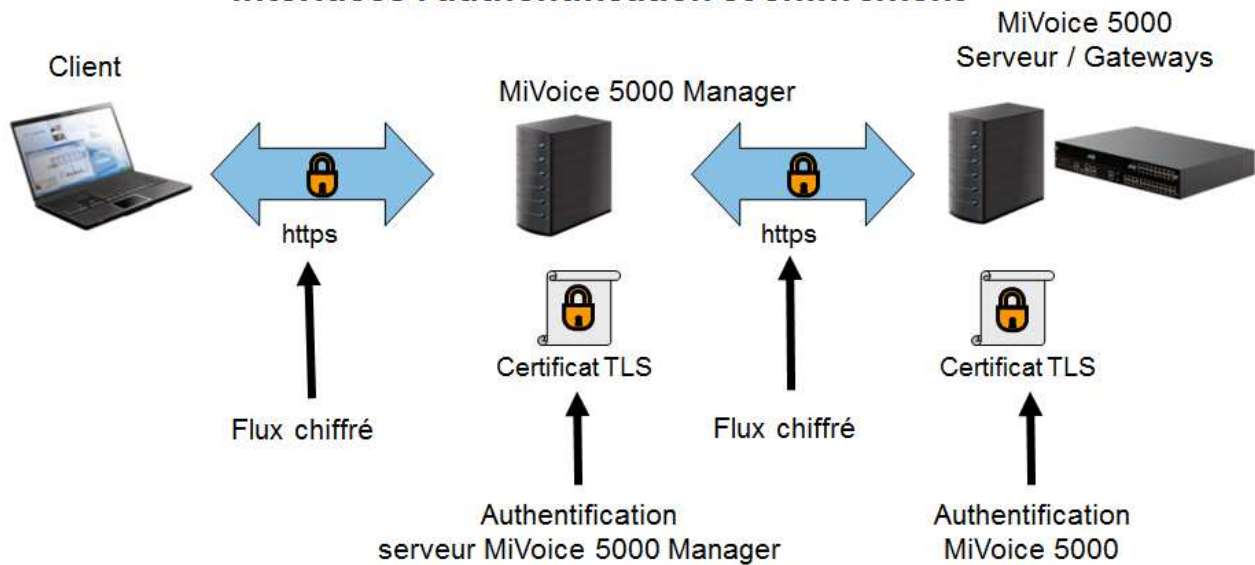 MiVoice 5000
Serveur / Gateways
Client
MiVoice 5000 Manager
https
https
Certificat TLS
Certificat TLS
Flux chiffré
Flux chiffré
Authentification
serveur MiVoice 5000 Manager
Authentification
MiVoice 5000